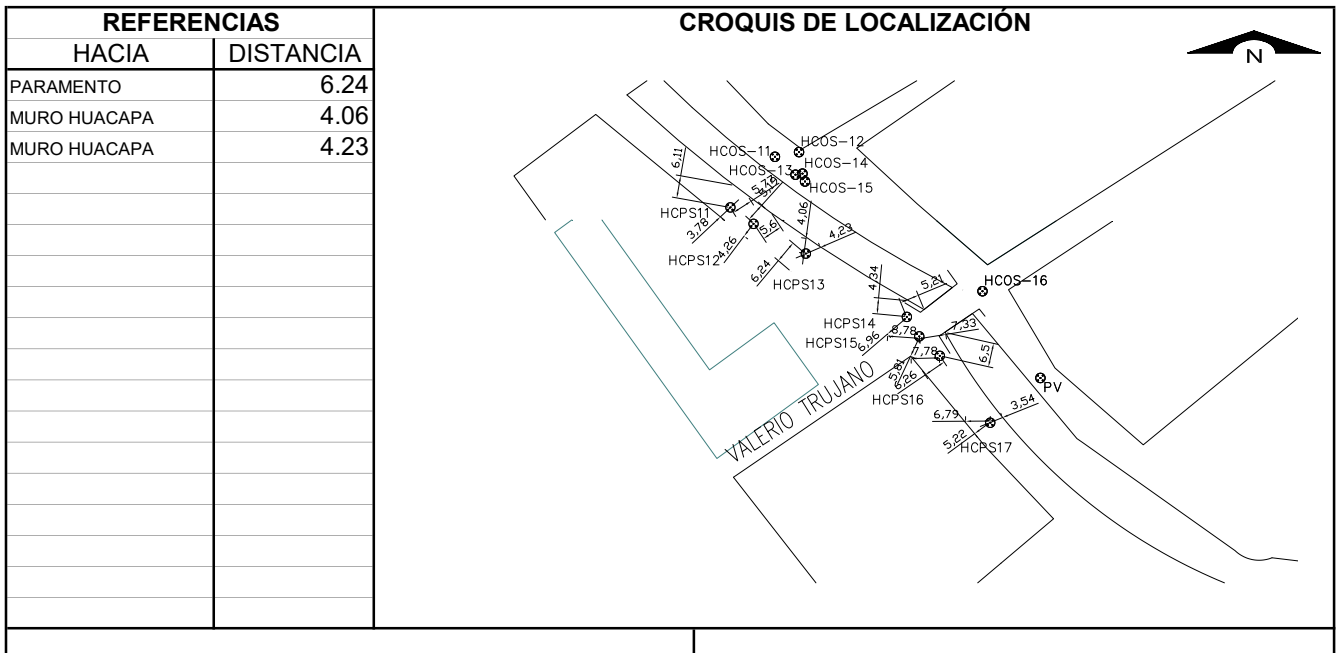 REFERENCIAS
CROQUIS DE LOCALIZACIÓN
HACIA DISTANCIA
N
PARAMENTO 6.24
MURO HUACAPA 4.06
MURO HUACAPA 4.23
HCOS-12
HCOS-11
HCOS-14
HCOS-13
HCOS-15
6,11
5,72
HCPS11
3,78
4,06
5,6
4,26
4,23
HCPS12
6,24
HCPS13
4,34
5,21
HCOS-16
HCPS14
8,78
7,33
HCPS15
6,96
7,78
6,5
5,81
6,26
PV
HCPS16
VALERIO TRUJANO
6,79
3,54
5,22
HCPS17